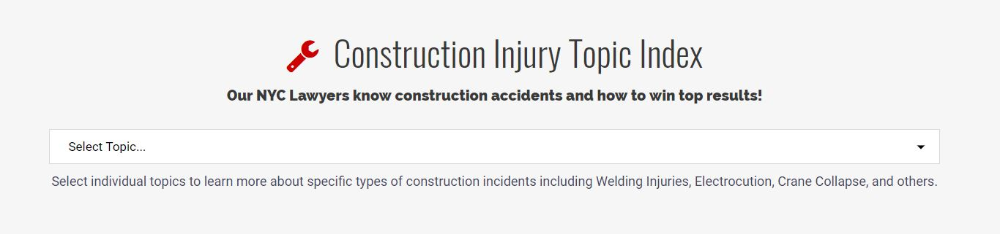 Construction Injury Topic Index
Our NYC Lawyers know construction accidents and how to win top results!
Select Topic...
Select individual topics to learn more about specific types of construction incidents including Welding Injuries, Electrocution, Crane Collapse, and others.